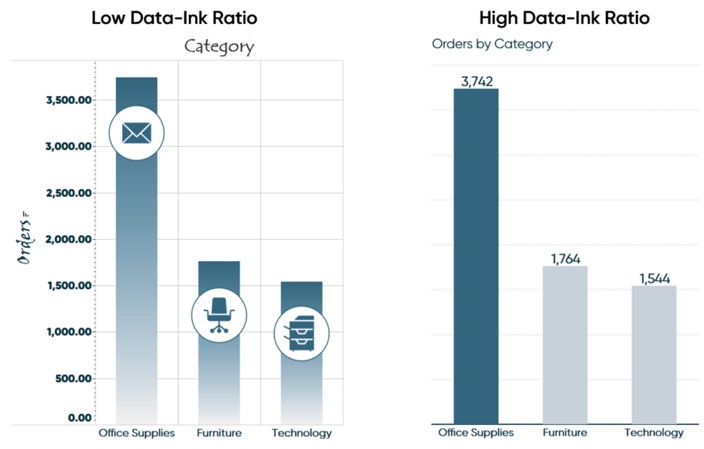 Low Data-Ink Ratio
Category
3,500.00
3,000.00
2,500.00
2,000.00
1,500.00
1,000.00
500.00
0.00
Orders
Office Supplies
Furniture
Technology
High Data-Ink Ratio
Orders by Category
3,742
1,764
1,544
Office Supplies
Furniture
Technology